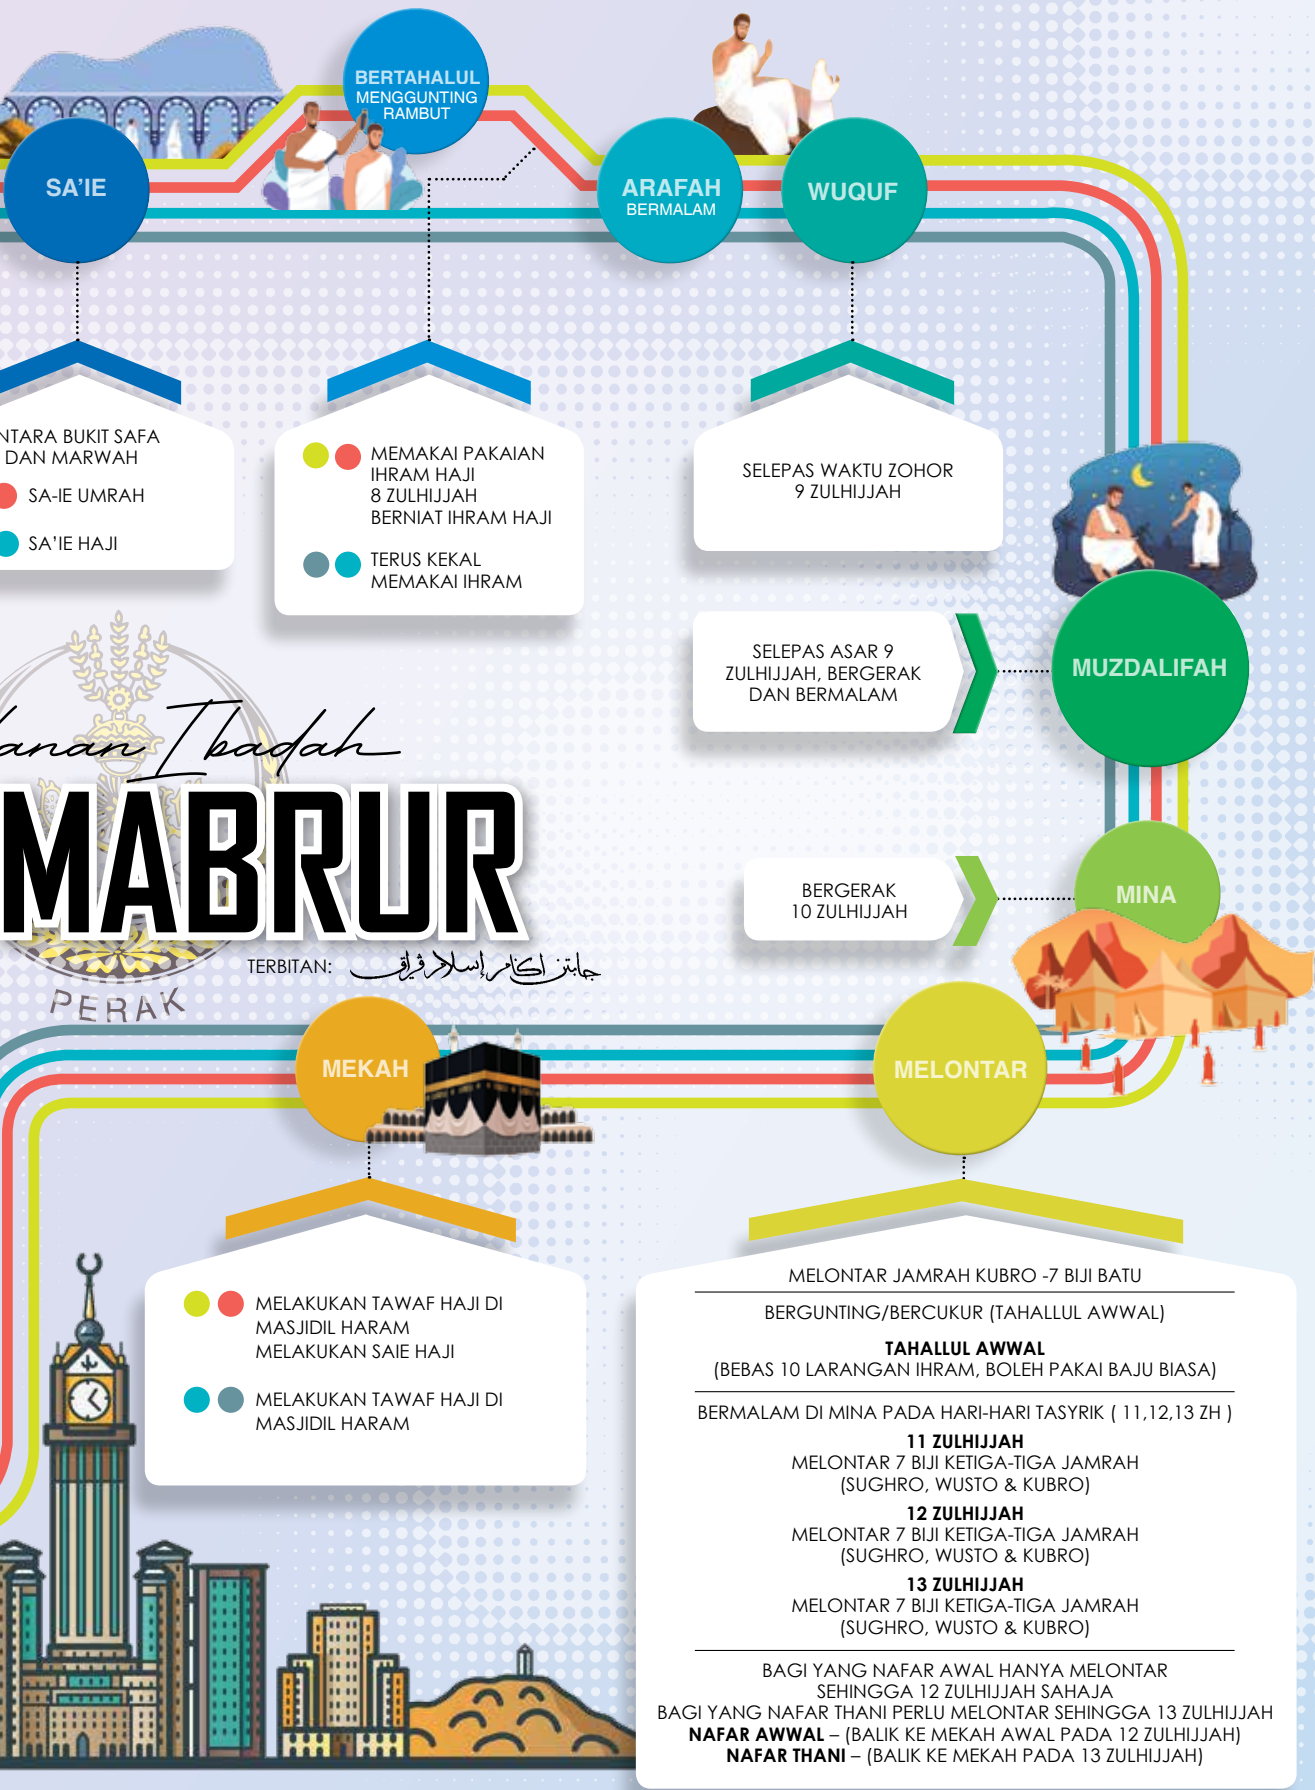 BERTAHALUL
MENGGUNTING
RAMBUT
SA'IE
ARAFAH
BERMALAM
WUQUF
NTARA BUKIT SAFA
DAN MARWAH
SA-IE UMRAH
SA'IE HAJI
MEMAKAI PAKAIAN
IHRAM HAJI
8 ZULHIJJAH
BERNIAT IHRAM HAJI
TERUS KEKAL
MEMAKAI IHRAM
SELEPAS WAKTU ZOHOR
9 ZULHIJJAH
SELEPAS ASAR 9
ZULHIJJAH, BERGERAK
DAN BERMALAM
MUZDALIFAH
anan Ibadah
MABRUR
TERBITAN: جابتن اݢام إسلام ڤيراق
PERAK
BERGERAK
10 ZULHIJJAH
MINA
MEKAH
MELONTAR
MELAKUKAN TAWAF HAJI DI
MASJIDIL HARAM
MELAKUKAN SAIE HAJI
MELAKUKAN TAWAF HAJI DI
MASJIDIL HARAM
MELONTAR JAMRAH KUBRO -7 BIJI BATU
BERGUNTING/BERCUKUR (TAHALLUL AWWAL)
TAHALLUL AWWAL
(BEBAS 10 LARANGAN IHRAM, BOLEH PAKAI BAJU BIASA)
BERMALAM DI MINA PADA HARI-HARI TASYRIK ( 11,12,13 ZH )
11 ZULHIJJAH
MELONTAR 7 BIJI KETIGA-TIGA JAMRAH
(SUGHRO, WUSTO & KUBRO)
12 ZULHIJJAH
MELONTAR 7 BIJI KETIGA-TIGA JAMRAH
(SUGHRO, WUSTO & KUBRO)
13 ZULHIJJAH
MELONTAR 7 BIJI KETIGA-TIGA JAMRAH
(SUGHRO, WUSTO & KUBRO)
BAGI YANG NAFAR AWAL HANYA MELONTAR
SEHINGGA 12 ZULHIJJAH SAHAJA
BAGI YANG NAFAR THANI PERLU MELONTAR SEHINGGA 13 ZULHIJJAH
NAFAR AWWAL – (BALIK KE MEKAH AWAL PADA 12 ZULHIJJAH)
NAFAR THANI – (BALIK KE MEKAH PADA 13 ZULHIJJAH)